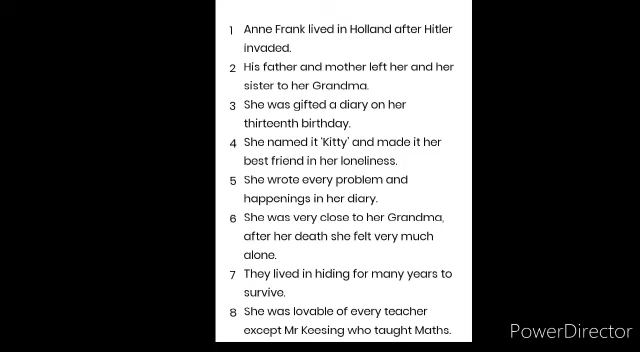 1 Anne Frank lived in Holland after Hitler
invaded.
2 His father and mother left her and her
sister to her Grandma.
3 She was gifted a diary on her
thirteenth birthday.
4 She named it 'Kitty' and made it her
best friend in her loneliness.
5 She wrote every problem and
happenings in her diary.
6 She was very close to her Grandma,
after her death she felt very much
alone.
7 They lived in hiding for many years to
survive.
8 She was lovable of every teacher
except Mr Keesing who taught Maths.
PowerDirector